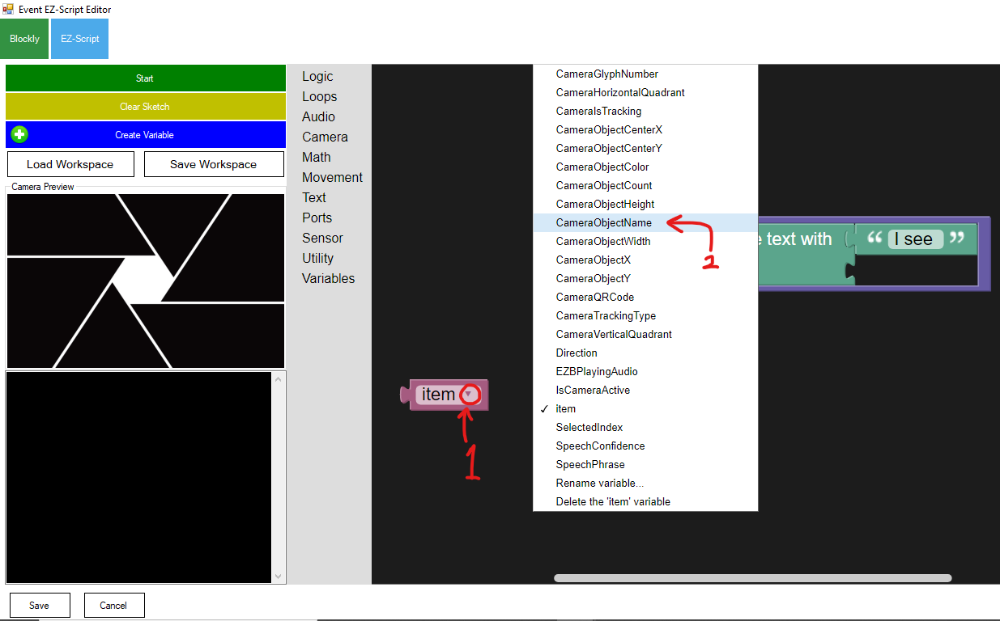 Event EZ-Script Editor
Blockly
EZ-Script
Start
Clear Sketch
Create Variable
Load Workspace
Save Workspace
Camera Preview
Logic
Loops
Audio
Camera
Math
Movement
Text
Ports
Sensor
Utility
Variables
CameraGlyphNumber
CameraHorizontalQuadrant
CameraIsTracking
CameraObjectCenterX
CameraObjectCenterY
CameraObjectColor
CameraObjectCount
CameraObjectHeight
CameraObjectName
CameraObjectWidth
CameraObjectX
CameraObjectY
CameraQRCode
CameraTrackingType
CameraVerticalQuadrant
Direction
EZBPlayingAudio
IsCameraActive
✓ item
SelectedIndex
SpeechConfidence
SpeechPhrase
Rename variable...
Delete the 'item' variable
e text with
“ I see ”
2
item
1
Save
Cancel